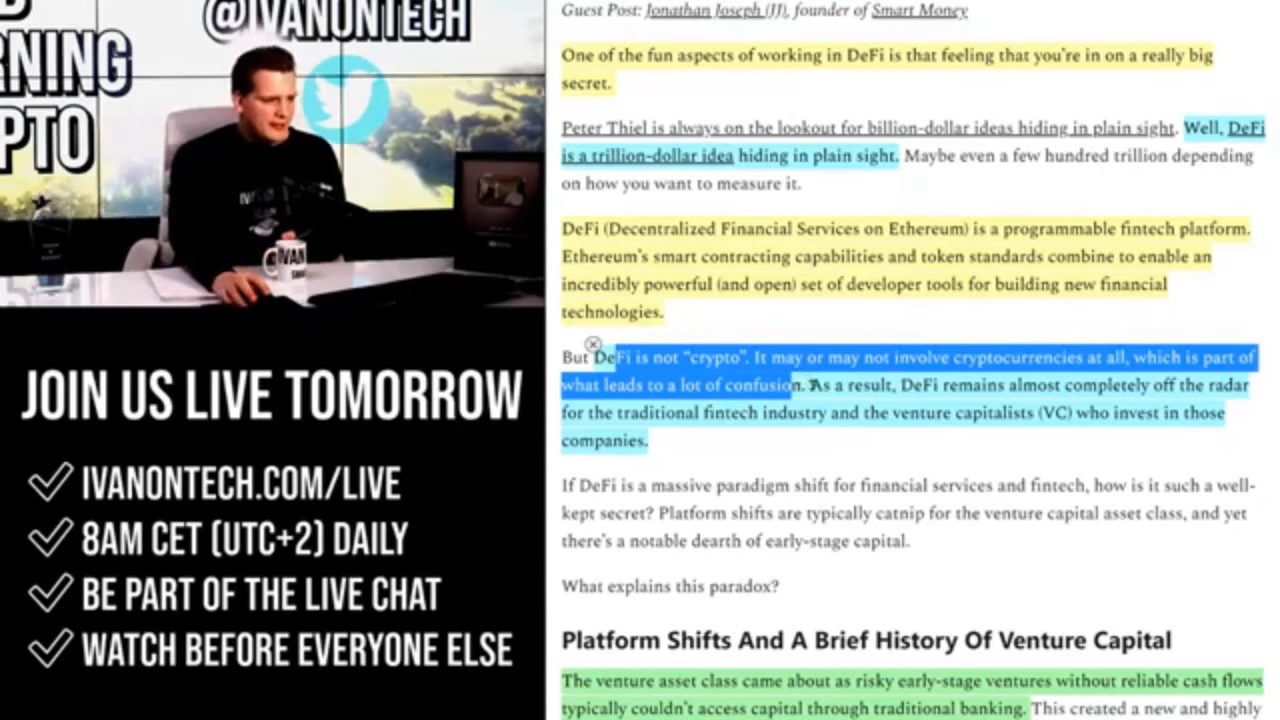 @IVANONTECH
RNING
PTO
IVAN
JOIN US LIVE TOMORROW
IVANONTECH.COM/LIVE
8AM CET (UTC+2) DAILY
BE PART OF THE LIVE CHAT
WATCH BEFORE EVERYONE ELSE
Guest Post: Jonathan Joseph (JJ), founder of Smart Money
One of the fun aspects of working in DeFi is that feeling that you're in on a really big
secret.
Peter Thiel is always on the lookout for billion-dollar ideas hiding in plain sight. Well, DeFi
is a trillion-dollar idea hiding in plain sight. Maybe even a few hundred trillion depending
on how you want to measure it.
DeFi (Decentralized Financial Services on Ethereum) is a programmable fintech platform.
Ethereum's smart contracting capabilities and token standards combine to enable an
incredibly powerful (and open) set of developer tools for building new financial
technologies.
But DeFi is not "crypto". It may or may not involve cryptocurrencies at all, which is part of
what leads to a lot of confusion. As a result, DeFi remains almost completely off the radar
for the traditional fintech industry and the venture capitalists (VC) who invest in those
companies.
If DeFi is a massive paradigm shift for financial services and fintech, how is it such a well-
kept secret? Platform shifts are typically catnip for the venture capital asset class, and yet
there's a notable dearth of early-stage capital.
What explains this paradox?
Platform Shifts And A Brief History Of Venture Capital
The venture asset class came about as risky early-stage ventures without reliable cash flows
typically couldn't access capital through traditional banking. This created a new and highly